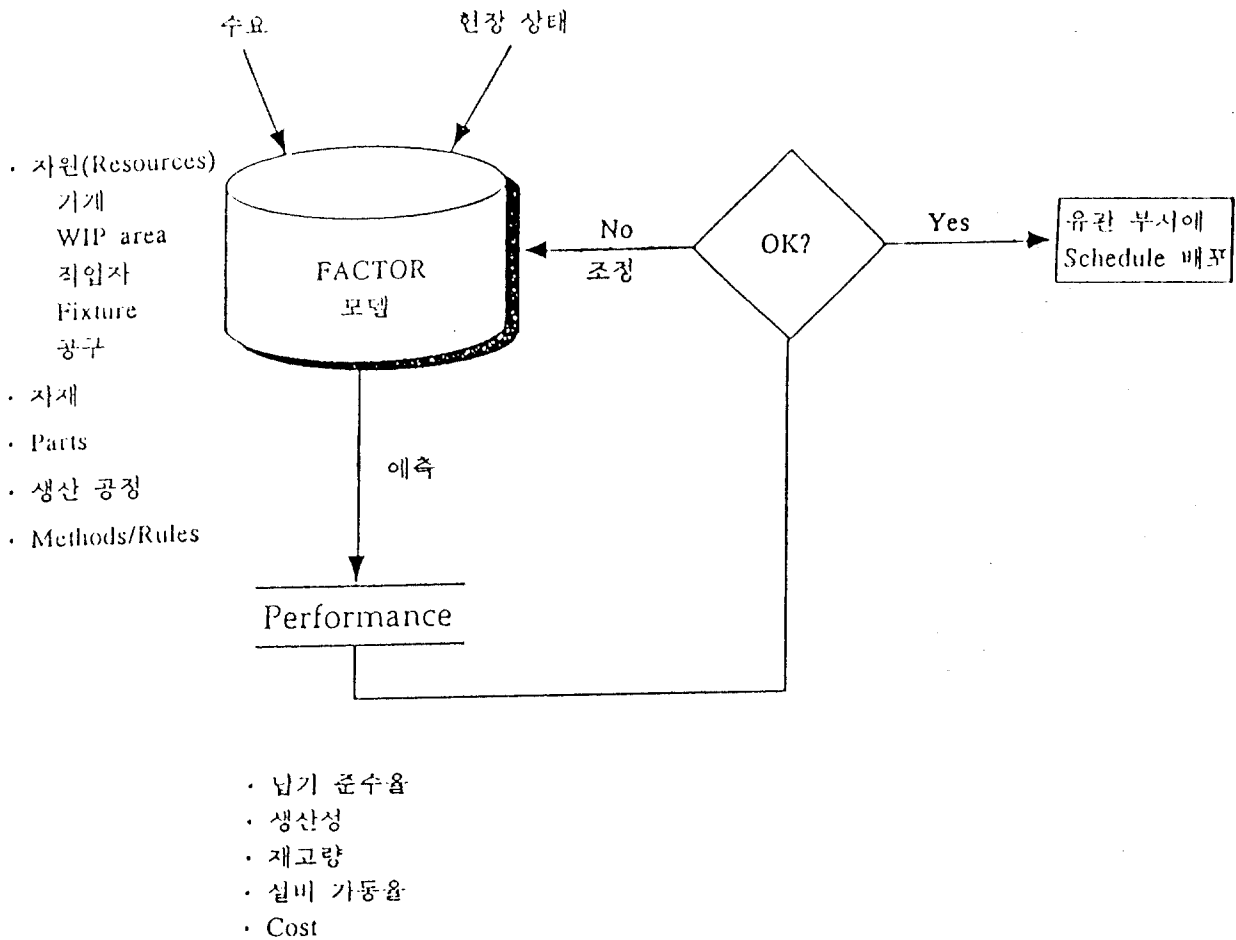 수요
현장 상태
· 자원(Resources)
기계
WIP area
작업자
Fixture
공구
· 자재
· Parts
· 생산 공정
· Methods/Rules
FACTOR
모델
No
조정
OK?
Yes
유관 부서에
Schedule 배포
예측
Performance
· 납기 준수율
· 생산성
· 재고량
· 설비 가동율
· Cost